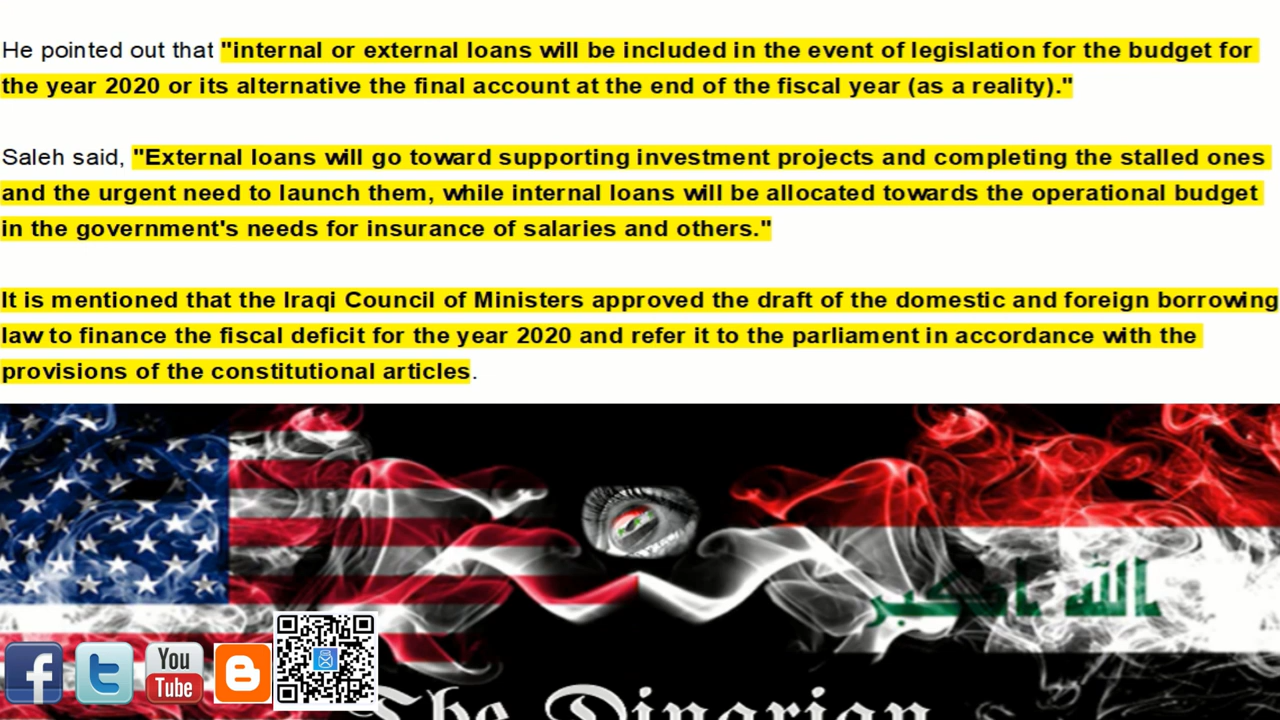 He pointed out that "internal or external loans will be included in the event of legislation for the budget for
the year 2020 or its alternative the final account at the end of the fiscal year (as a reality)."
Saleh said, "External loans will go toward supporting investment projects and completing the stalled ones
and the urgent need to launch them, while internal loans will be allocated towards the operational budget
in the government's needs for insurance of salaries and others."
It is mentioned that the Iraqi Council of Ministers approved the draft of the domestic and foreign borrowing
law to finance the fiscal deficit for the year 2020 and refer it to the parliament in accordance with the
provisions of the constitutional articles.
الله اكبر
f t You Tube B
The Dinarian